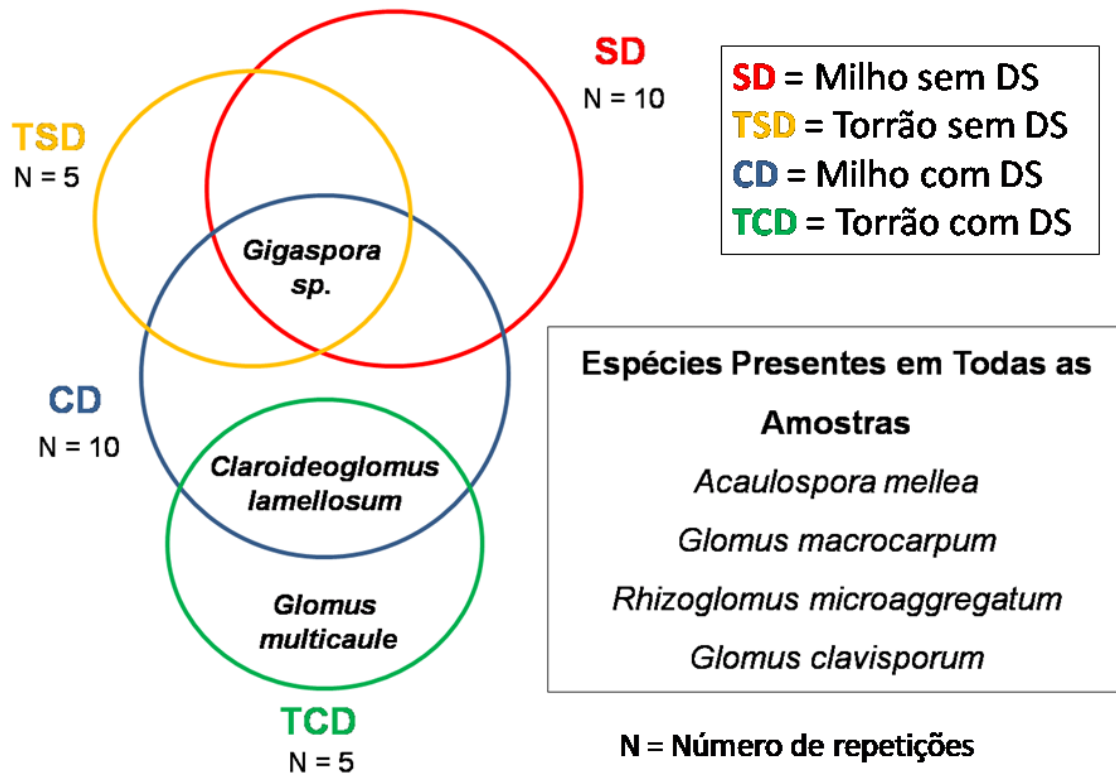 SD
N = 10
TSD
N = 5
SD = Milho sem DS
TSD = Torrão sem DS
CD = Milho com DS
TCD = Torrão com DS
Gigaspora
sp.
CD
N = 10
Claroideoglomus
lamellosum
Glomus
multicaule
TCD
N = 5
Espécies Presentes em Todas as
Amostras
Acaulospora mellea
Glomus macrocarpum
Rhizoglomus microaggregatum
Glomus clavisporum
N = Número de repetições